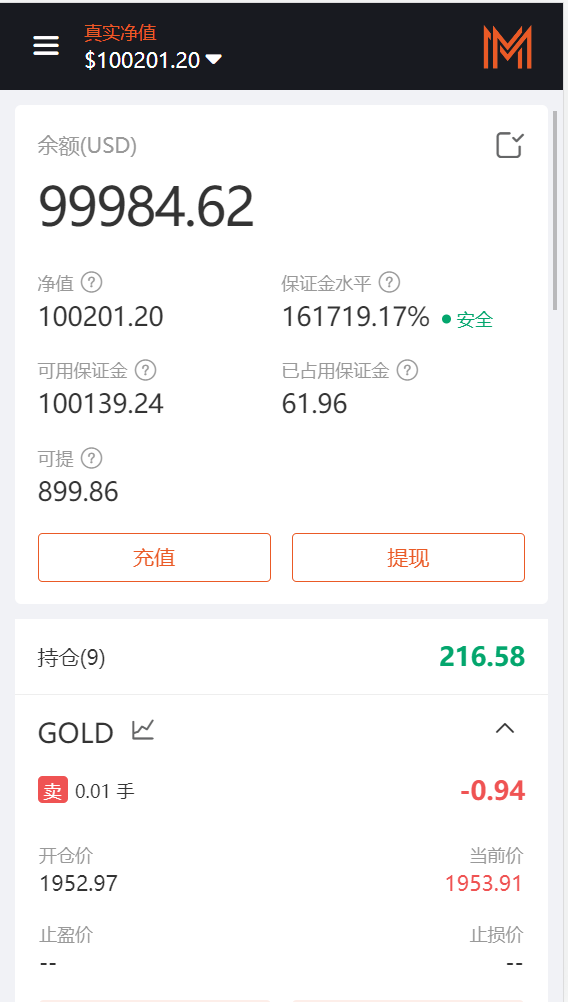 真实净值
$100201.20
余额(USD)
99984.62
净值 ?
保证金水平 ?
100201.20
161719.17% 安全
可用保证金 ?
已占用保证金 ?
100139.24
61.96
可提 ?
899.86
充值
提现
持仓(9)
216.58
GOLD
卖 0.01 手
-0.94
开仓价
当前价
1952.97
1953.91
止盈价
止损价
--
--